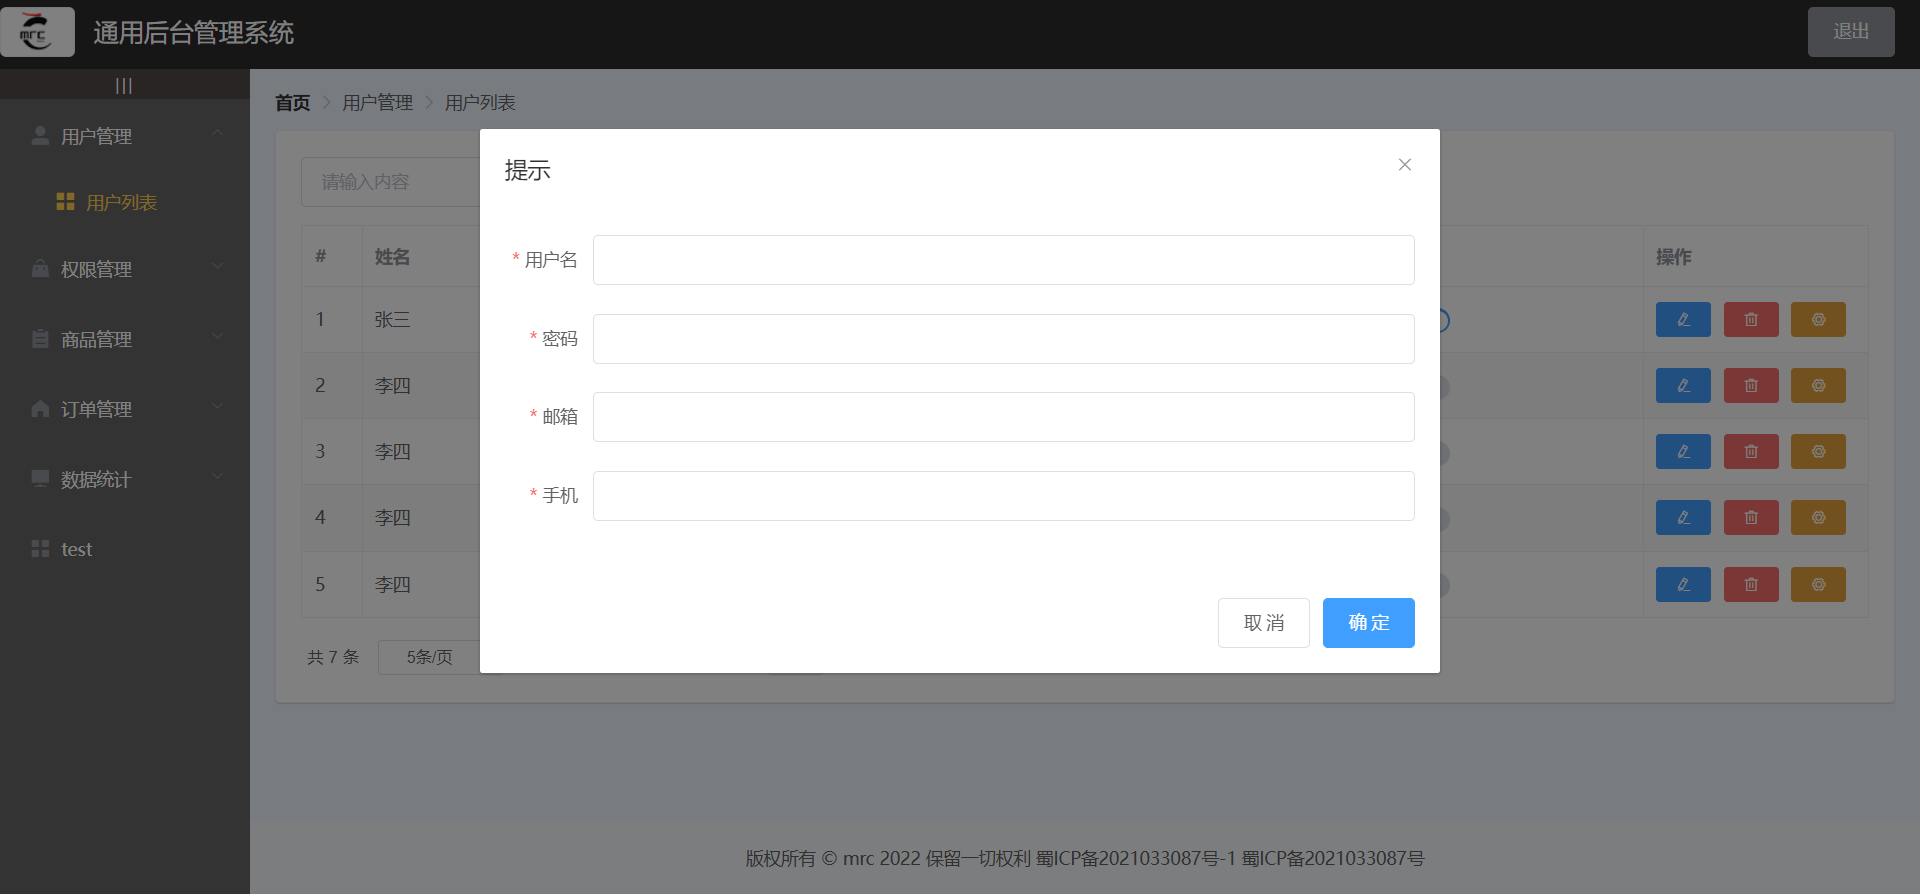 mrc
通用后台管理系统
退出
|||
首页 用户管理 用户列表
用户管理
用户列表
权限管理
商品管理
订单管理
数据统计
test
请输入内容
# 姓名 操作
1 张三
2 李四
3 李四
4 李四
5 李四
共 7 条 5条/页
提示
* 用户名
* 密码
* 邮箱
* 手机
取 消 确 定
版权所有 © mrc 2022 保留一切权利 蜀ICP备2021033087号-1 蜀ICP备2021033087号